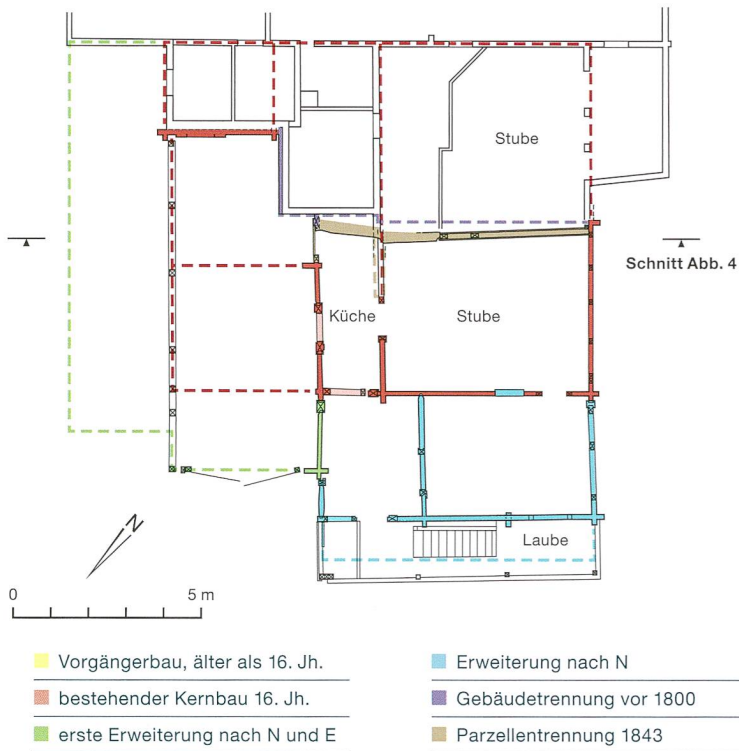 Stube
Schnitt Abb. 4
Küche
Stube
N
Laube
0 5 m
Vorgängerbau, älter als 16. Jh.
bestehender Kernbau 16. Jh.
erste Erweiterung nach N und E
Erweiterung nach N
Gebäudetrennung vor 1800
Parzellentrennung 1843